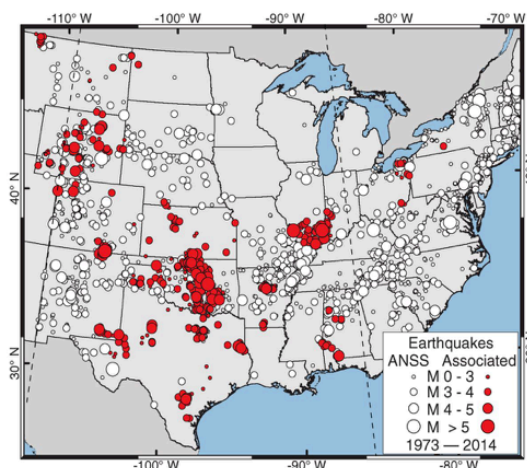 -110° W -100° W -90° W -80° W -70° W
40° N
30° N
Earthquakes
ANSS Associated
M 0 - 3
M 3 - 4
M 4 - 5
M > 5
1973 — 2014
-100° W -90° W -80° W